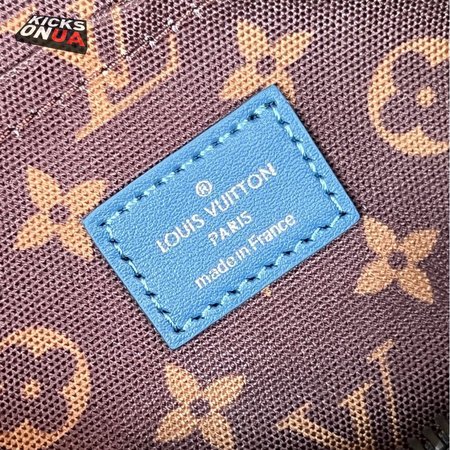 KICKS
ONUA
®
LOUIS VUITTON
PARIS
made in France